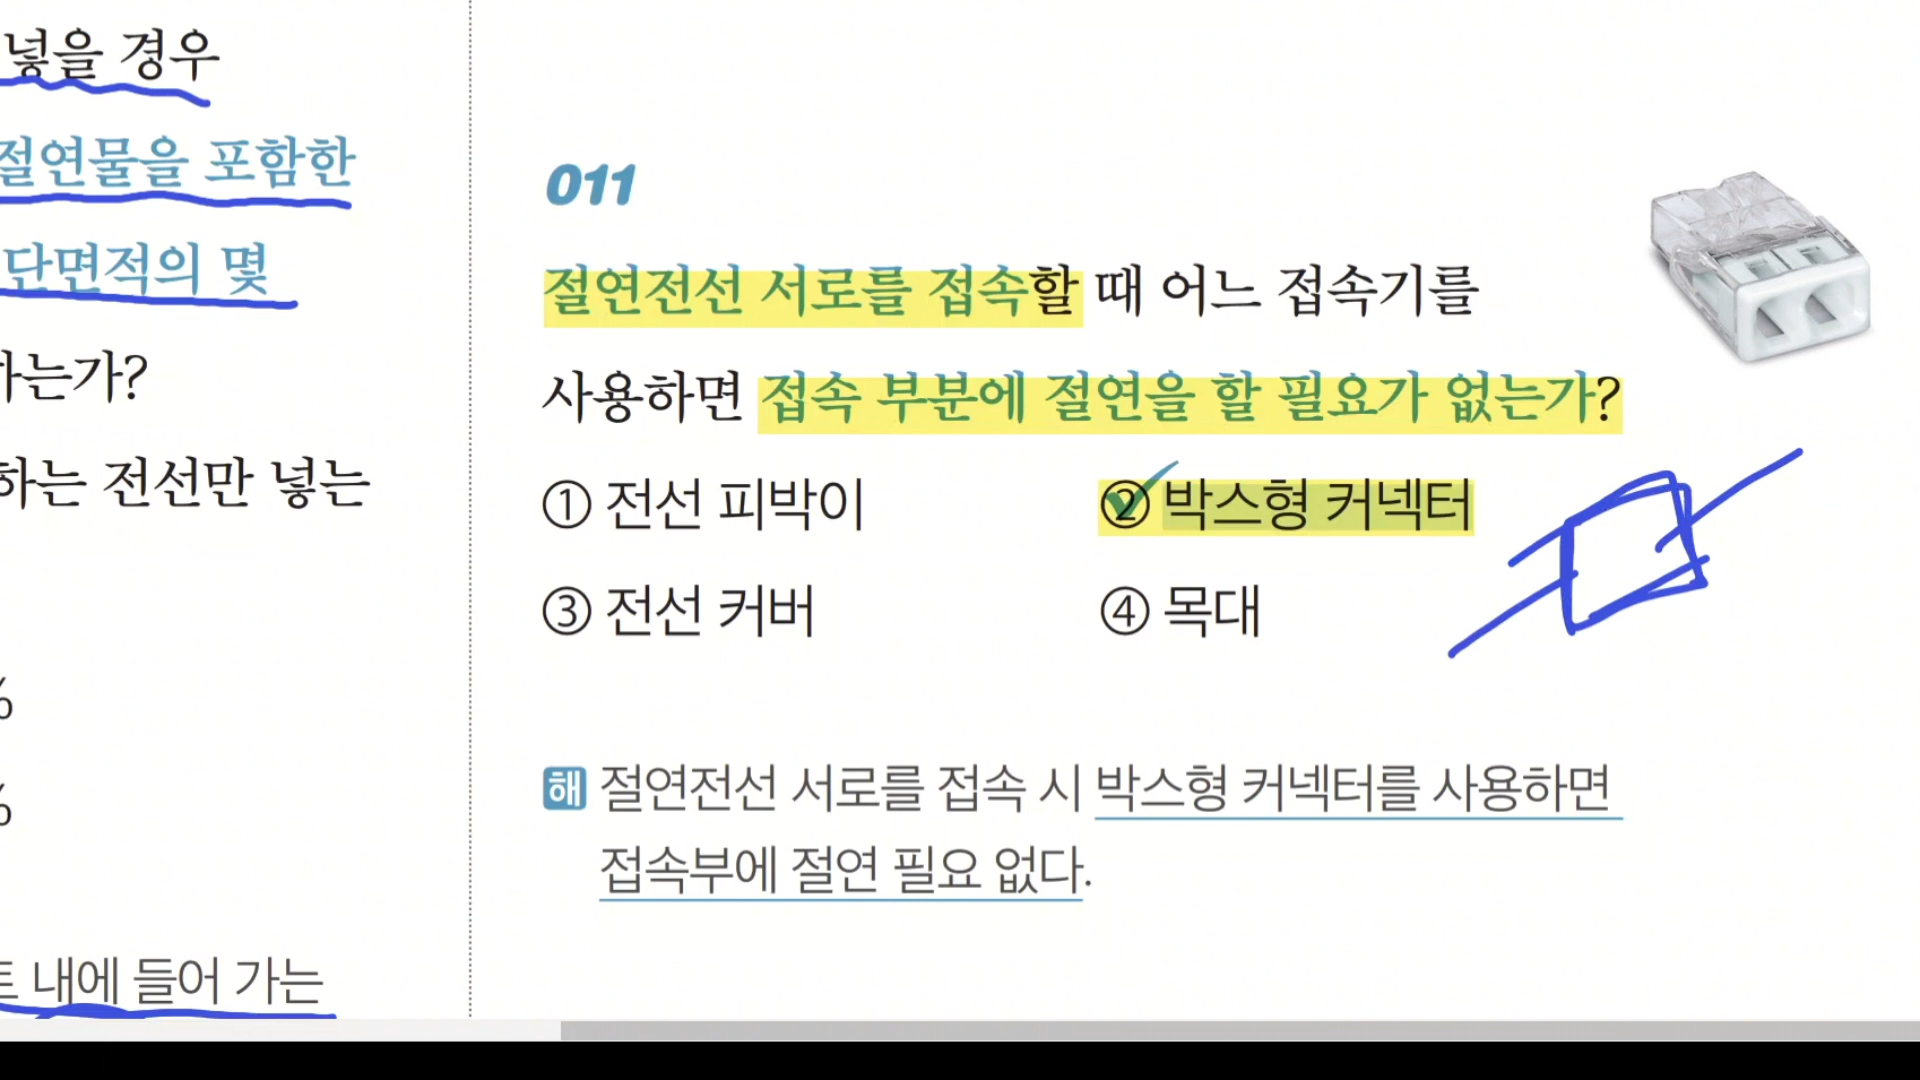 넣을 경우
절연물을 포함한
단면적의 몇
하는가?
하는 전선만 넣는
%
%
트 내에 들어 가는
011
절연전선 서로를 접속할 때 어느 접속기를
사용하면 접속 부분에 절연을 할 필요가 없는가?
① 전선 피박이 ② 박스형 커넥터
③ 전선 커버 ④ 목대
해 절연전선 서로를 접속 시 박스형 커넥터를 사용하면
접속부에 절연 필요 없다.